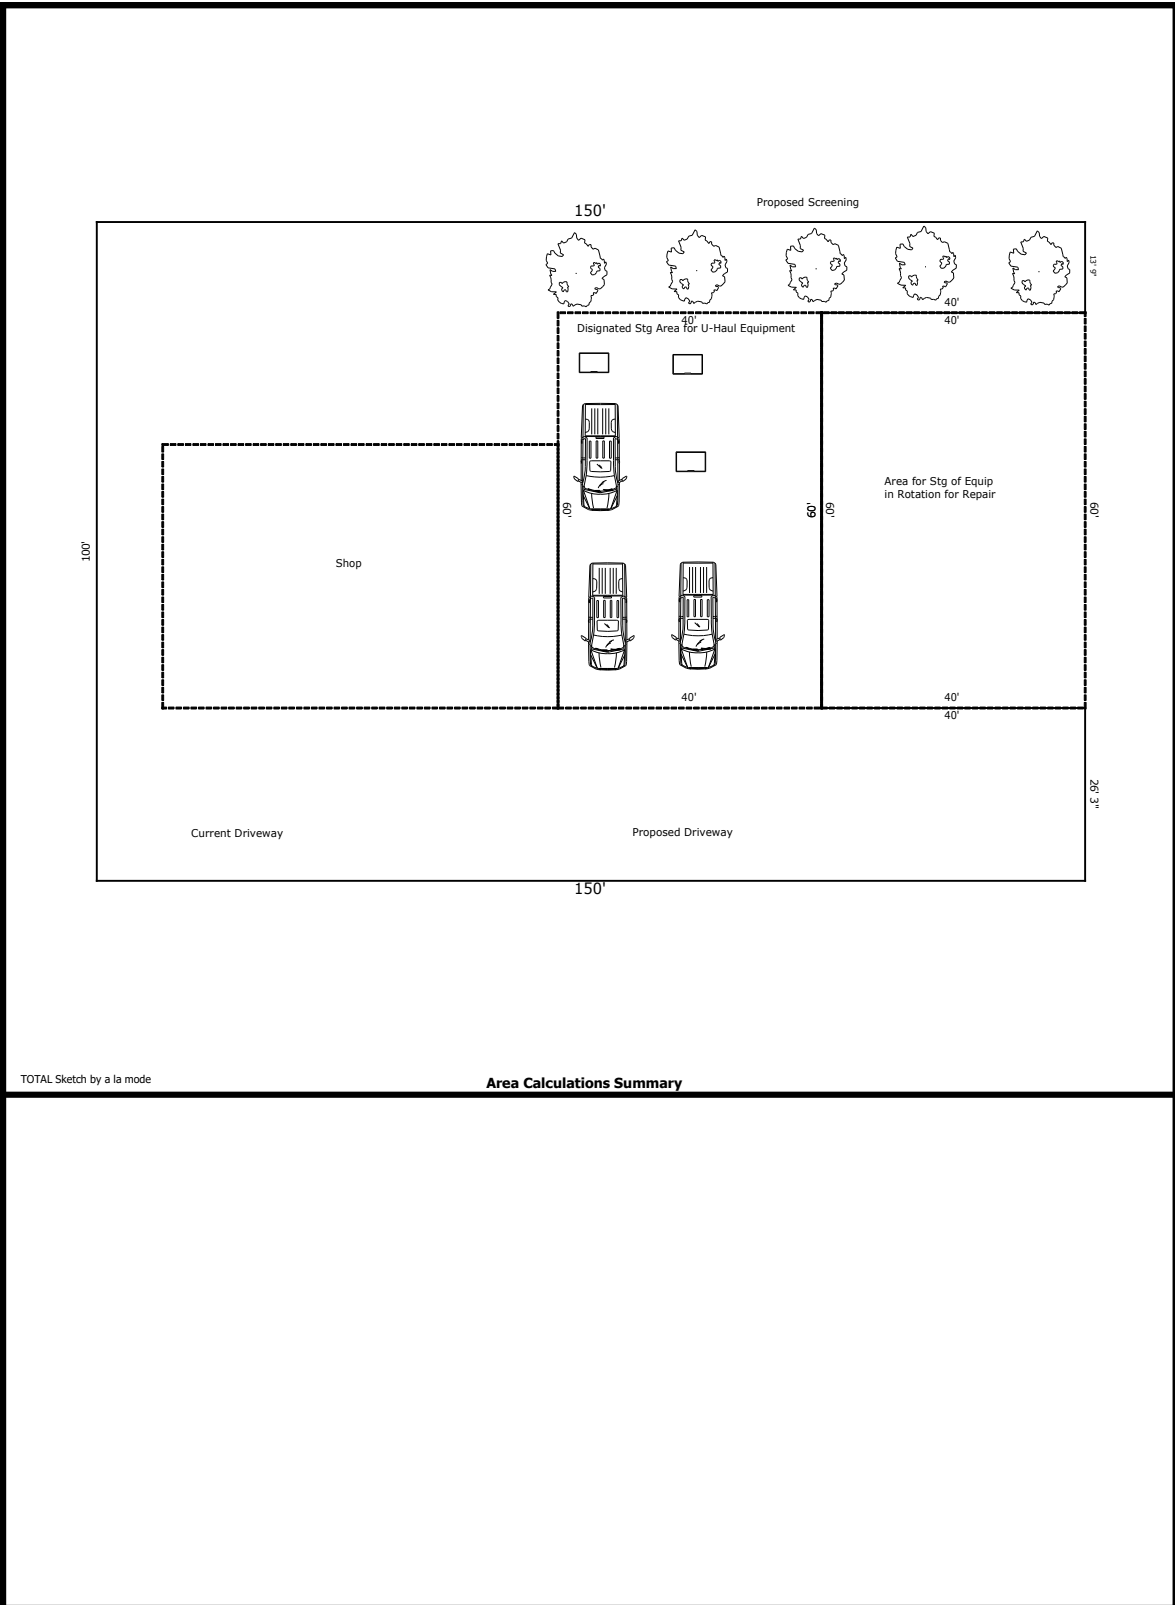 Proposed Screening
150'
13' 9"
40'
40'
40'
Disignated Stg Area for U-Haul Equipment
Area for Stg of Equip
in Rotation for Repair
60'
60'
60'
60'
100'
Shop
40'
40'
40'
26' 3"
Current Driveway
Proposed Driveway
150'
TOTAL Sketch by a la mode
Area Calculations Summary